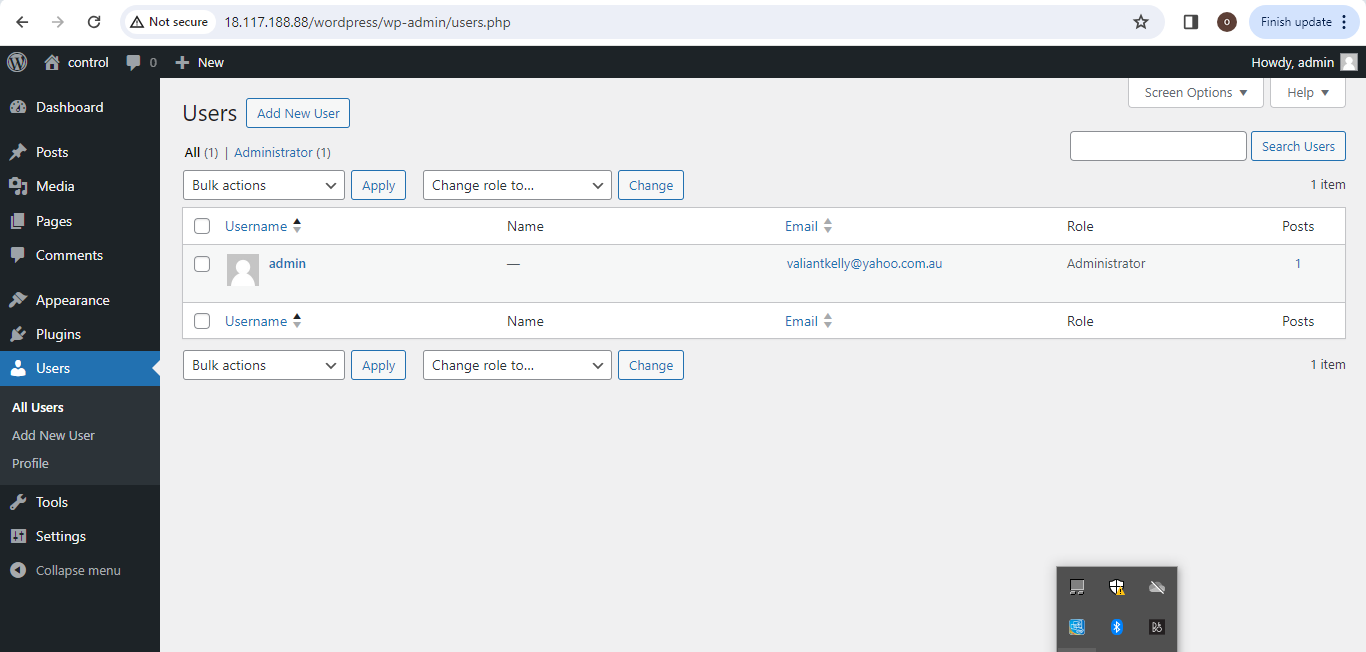 Not secure 18.117.188.88/wordpress/wp-admin/users.php o Finish update
control 0 New Howdy, admin
Screen Options Help
Dashboard
Posts
Media
Pages
Comments
Appearance
Plugins
Users
All Users
Add New User
Profile
Tools
Settings
Collapse menu
Users Add New User
All (1) | Administrator (1)
Search Users
Bulk actions Apply Change role to... Change 1 item
Username Name Email Role Posts
admin — valiantkelly@yahoo.com.au Administrator 1
Username Name Email Role Posts
Bulk actions Apply Change role to... Change 1 item